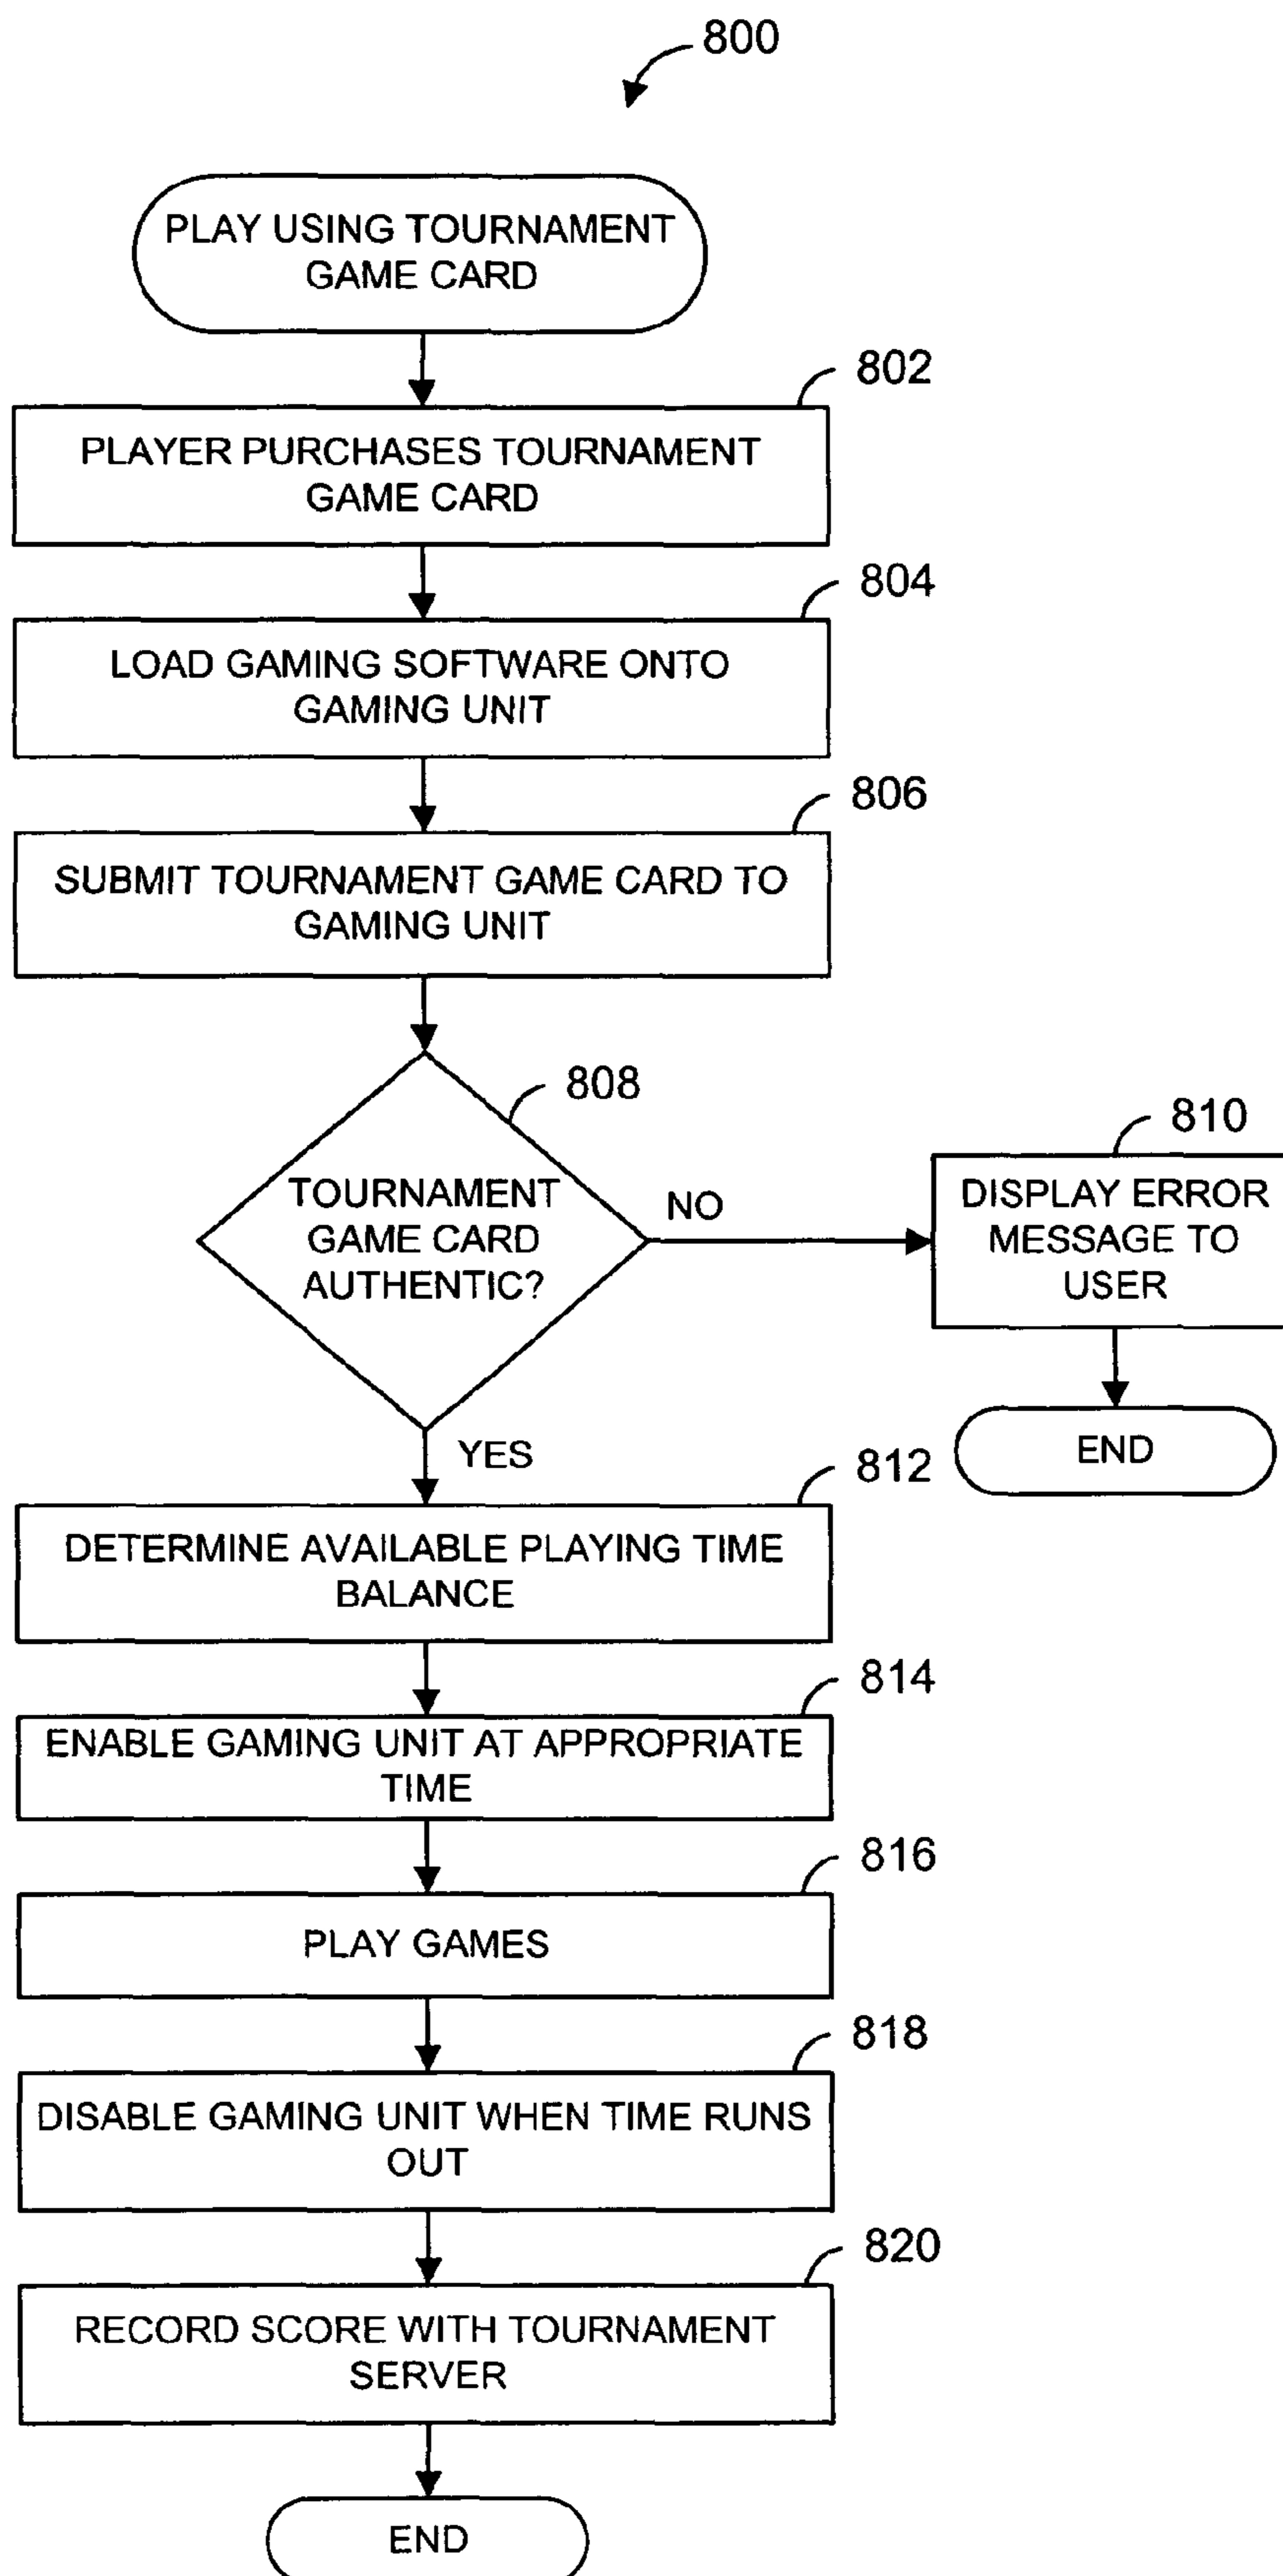 800
PLAY USING TOURNAMENT
GAME CARD
802
PLAYER PURCHASES TOURNAMENT
GAME CARD
804
LOAD GAMING SOFTWARE ONTO
GAMING UNIT
806
SUBMIT TOURNAMENT GAME CARD TO
GAMING UNIT
808
TOURNAMENT
GAME CARD
AUTHENTIC?
NO
810
DISPLAY ERROR
MESSAGE TO
USER
END
YES
812
DETERMINE AVAILABLE PLAYING TIME
BALANCE
814
ENABLE GAMING UNIT AT APPROPRIATE
TIME
816
PLAY GAMES
818
DISABLE GAMING UNIT WHEN TIME RUNS
OUT
820
RECORD SCORE WITH TOURNAMENT
SERVER
END